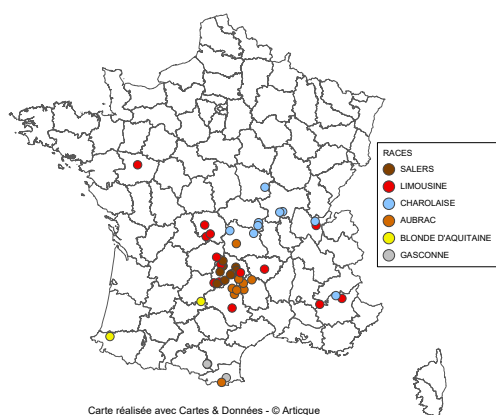 RACES
SALERS
LIMOUSINE
CHAROLAISE
AUBRAC
BLONDE D'AQUITAINE
GASCONNE
Carte réalisée avec Cartes & Données - © Articque